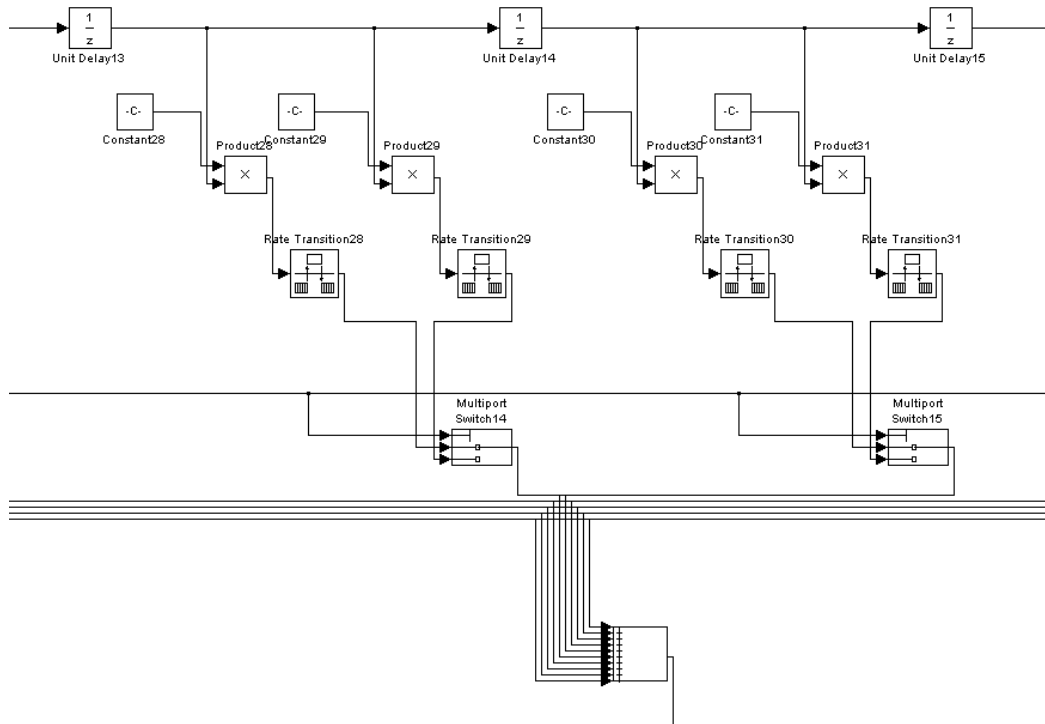 1
z
1
z
1
z
Unit Delay13
Unit Delay14
Unit Delay15
-C-
-C-
-C-
-C-
Constant28
Product28
Constant29
Product29
Constant30
Product30
Constant31
Product31
×
×
×
×
Rate Transition28
Rate Transition29
Rate Transition30
Rate Transition31
Multiport
Switch14
Multiport
Switch15